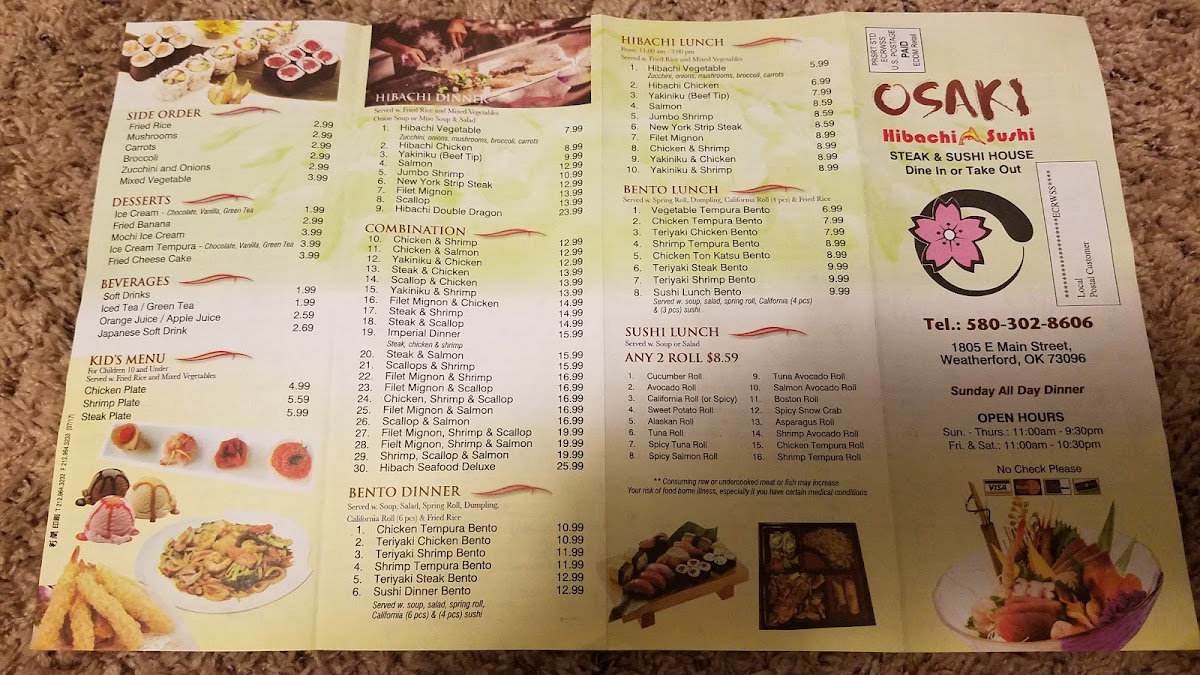 SIDE ORDER
Fried Rice 2.99
Mushrooms 2.99
Carrots 2.99
Broccoli 2.99
Zucchini and Onions 2.99
Mixed Vegetable 3.99
DESSERTS
Ice Cream - Chocolate, Vanilla, Green Tea 1.99
Fried Banana 2.99
Mochi Ice Cream 3.99
Ice Cream Tempura - Chocolate, Vanilla, Green Tea 3.99
Fried Cheese Cake 3.99
BEVERAGES
Soft Drinks 1.99
Iced Tea / Green Tea 1.99
Orange Juice / Apple Juice 2.59
Japanese Soft Drink 2.69
KID'S MENU
For Children 10 and Under
Served w. Fried Rice and Mixed Vegetables
Chicken Plate 4.99
Shrimp Plate 5.59
Steak Plate 5.99
T 212.964.3232 F 212.964.3233 (07/17)
HIBACHI DINNER
Served w. Fried Rice and Mixed Vegetables
Onion Soup or Miso Soup & Salad
1. Hibachi Vegetable 7.99
Zucchini, onions, mushrooms, broccoli, carrots
2. Hibachi Chicken 8.99
3. Yakiniku (Beef Tip) 9.99
4. Salmon 12.99
5. Jumbo Shrimp 10.99
6. New York Strip Steak 12.99
7. Filet Mignon 13.99
8. Scallop 13.99
9. Hibachi Double Dragon 23.99
COMBINATION
10. Chicken & Shrimp 12.99
11. Chicken & Salmon 12.99
12. Yakiniku & Chicken 12.99
13. Steak & Chicken 13.99
14. Scallop & Chicken 13.99
15. Yakiniku & Shrimp 13.99
16. Filet Mignon & Chicken 14.99
17. Steak & Shrimp 14.99
18. Steak & Scallop 14.99
19. Imperial Dinner 15.99
Steak, chicken & shrimp
20. Steak & Salmon 15.99
21. Scallops & Shrimp 15.99
22. Filet Mignon & Shrimp 16.99
23. Filet Mignon & Scallop 16.99
24. Chicken, Shrimp & Scallop 16.99
25. Filet Mignon & Salmon 16.99
26. Scallop & Salmon 16.99
27. Filet Mignon, Shrimp & Scallop 19.99
28. Fielt Mignon, Shrimp & Salmon 19.99
29. Shrimp, Scallop & Salmon 19.99
30. Hibach Seafood Deluxe 25.99
BENTO DINNER
Served w. Soup, Salad, Spring Roll, Dumpling,
California Roll (6 pcs) & Fried Rice
1. Chicken Tempura Bento 10.99
2. Teriyaki Chicken Bento 10.99
3. Teriyaki Shrimp Bento 11.99
4. Shrimp Tempura Bento 11.99
5. Teriyaki Steak Bento 12.99
6. Sushi Dinner Bento 12.99
Served w. soup, salad, spring roll,
California (6 pcs) & (4 pcs) sushi
HIBACHI LUNCH
From: 11:00 am - 3:00 pm
Served w. Fried Rice and Mixed Vegetables
1. Hibachi Vegetable 5.99
Zucchini, onions, mushrooms, broccoli, carrots
2. Hibachi Chicken 6.99
3. Yakiniku (Beef Tip) 7.99
4. Salmon 8.59
5. Jumbo Shrimp 8.59
6. New York Strip Steak 8.59
7. Filet Mignon 8.99
8. Chicken & Shrimp 8.99
9. Yakiniku & Chicken 8.99
10. Yakiniku & Shrimp 8.99
BENTO LUNCH
Served w. Spring Roll, Dumpling, California Roll (4 pcs) & Fried Rice
1. Vegetable Tempura Bento 6.99
2. Chicken Tempura Bento 7.99
3. Teriyaki Chicken Bento 7.99
4. Shrimp Tempura Bento 8.99
5. Chicken Ton Katsu Bento 8.99
6. Teriyaki Steak Bento 9.99
7. Teriyaki Shrimp Bento 9.99
8. Sushi Lunch Bento 9.99
Served w. soup, salad, spring roll, California (4 pcs)
& (3 pcs) sushi
SUSHI LUNCH
Served w. Soup or Salad
ANY 2 ROLL $8.59
1. Cucumber Roll
2. Avocado Roll
3. California Roll (or Spicy)
4. Sweet Potato Roll
5. Alaskan Roll
6. Tuna Roll
7. Spicy Tuna Roll
8. Spicy Salmon Roll
9. Tuna Avocado Roll
10. Salmon Avocado Roll
11. Boston Roll
12. Spicy Snow Crab
13. Asparagus Roll
14. Shrimp Avocado Roll
15. Chicken Tempura Roll
16. Shrimp Tempura Roll
** Consuming raw or undercooked meat or fish may increase
Your risk of food borne illness, especially if you have certain medical conditions
PRSRT STD
ECRWSS
U.S. POSTAGE
PAID
EDDM Retail
OSAKI
Hibachi Sushi
STEAK & SUSHI HOUSE
Dine In or Take Out
**************ECRWSS****
Local
Postal Customer
Tel.: 580-302-8606
1805 E Main Street,
Weatherford, OK 73096
Sunday All Day Dinner
OPEN HOURS
Sun. - Thurs.: 11:00am - 9:30pm
Fri. & Sat.: 11:00am - 10:30pm
No Check Please
VISA